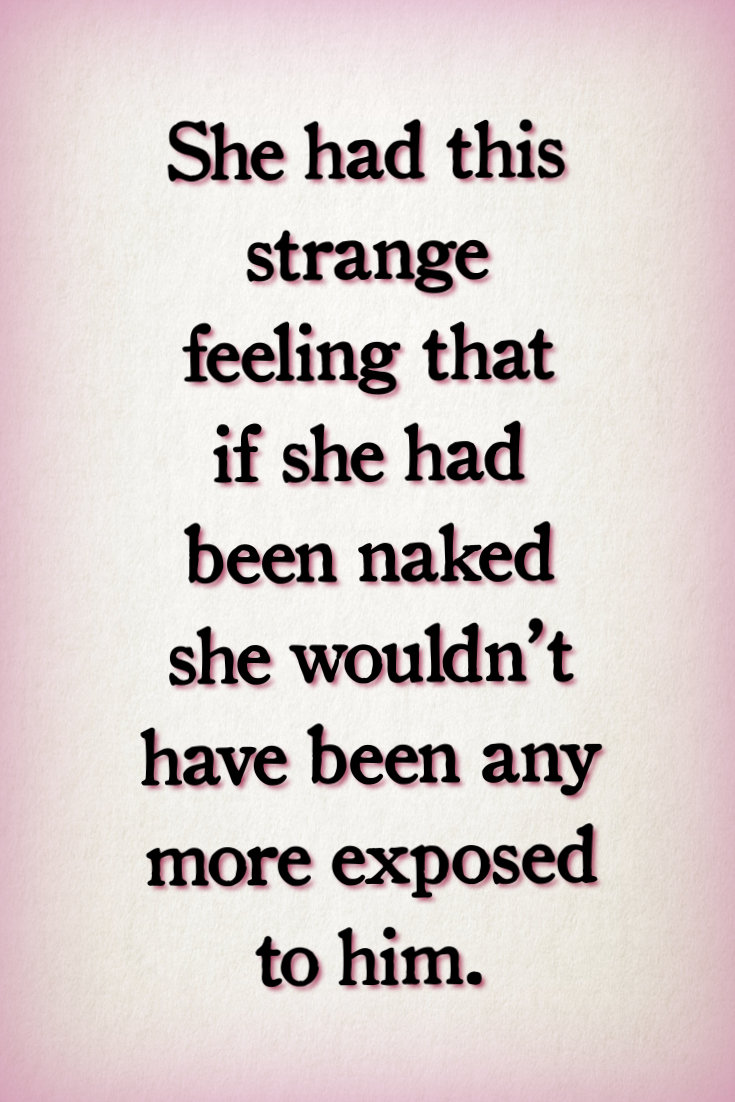 She had this
strange
feeling that
if she had
been naked
she wouldn’t
have been any
more exposed
to him.